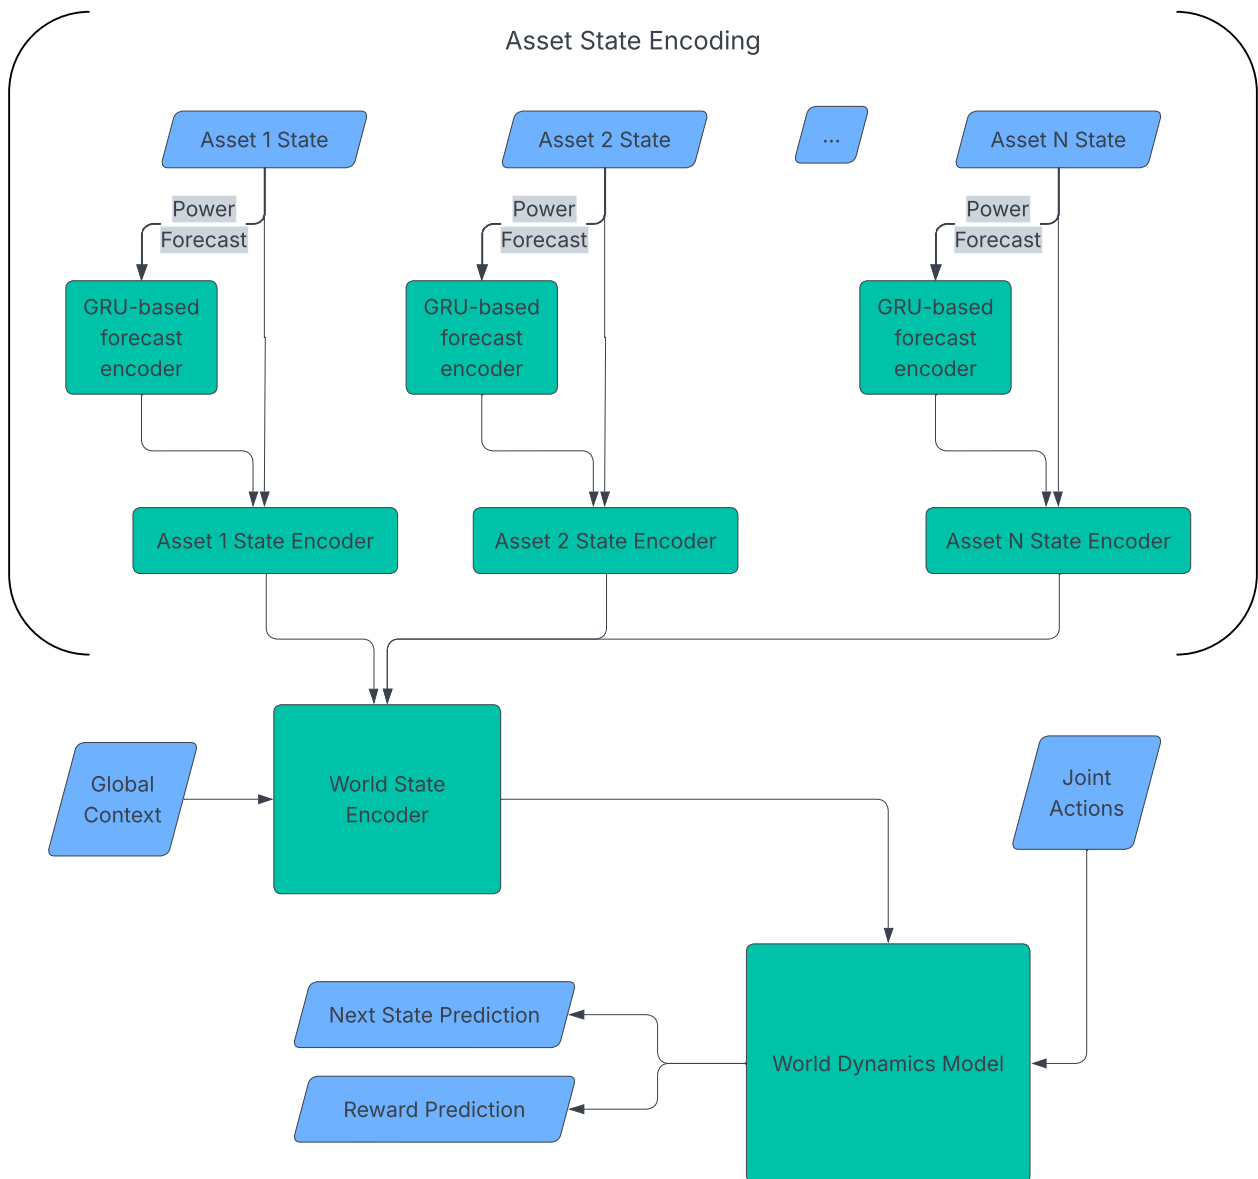 Asset State Encoding
Asset 1 State
Asset 2 State
...
Asset N State
Power
Forecast
Power
Forecast
Power
Forecast
GRU-based
forecast
encoder
GRU-based
forecast
encoder
GRU-based
forecast
encoder
Asset 1 State Encoder
Asset 2 State Encoder
Asset N State Encoder
Global
Context
World State
Encoder
Joint
Actions
Next State Prediction
World Dynamics Model
Reward Prediction